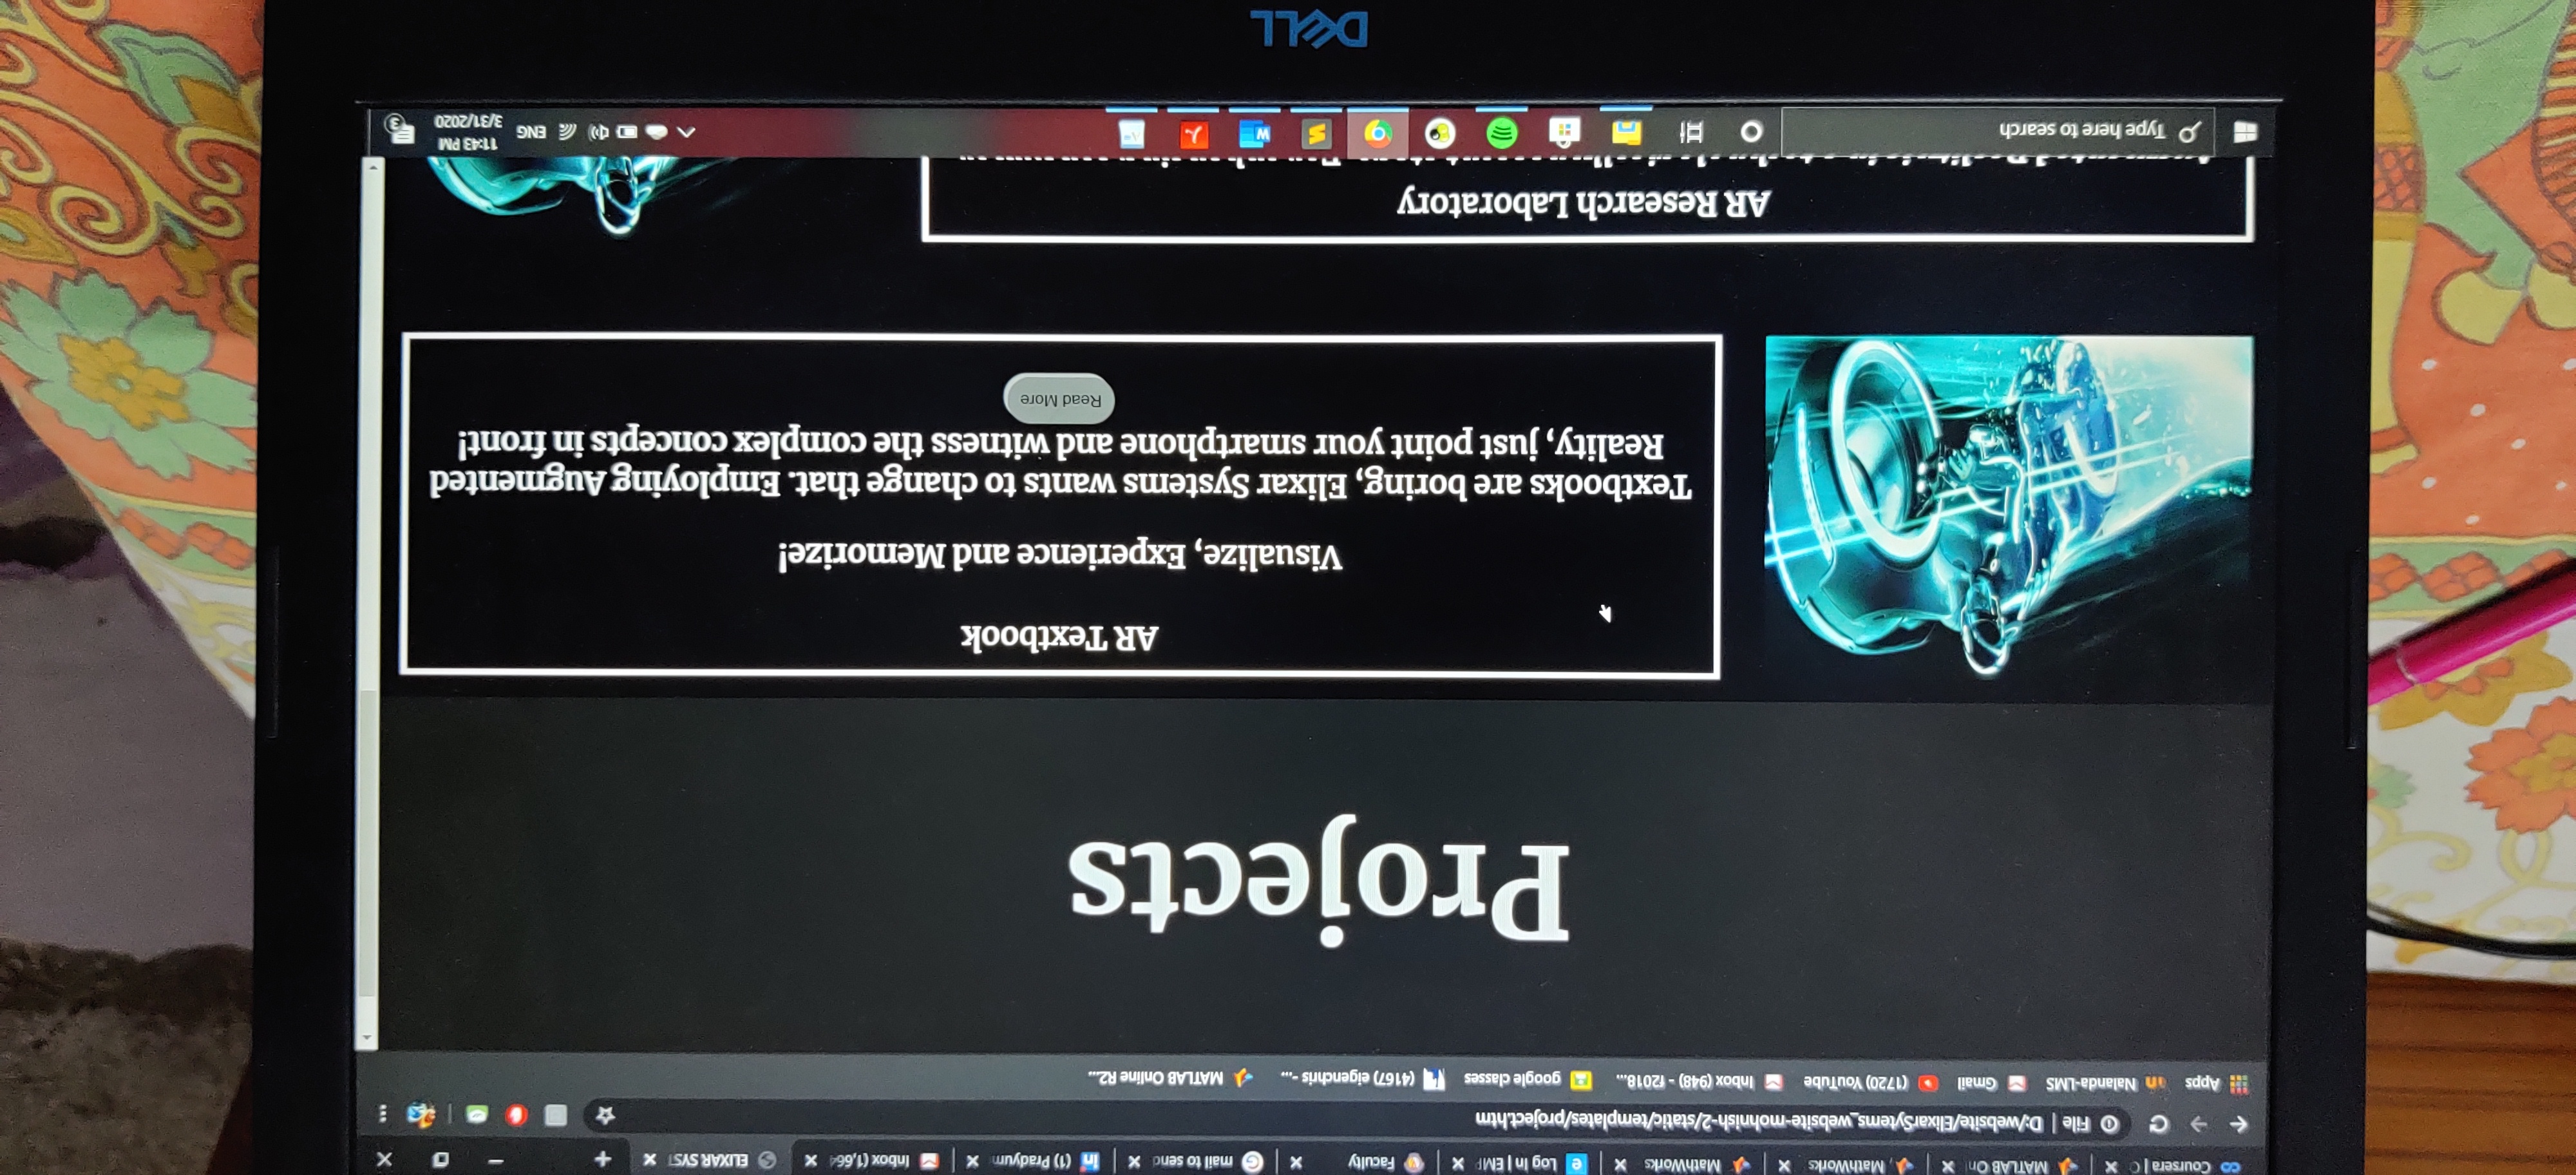 Coursera | C
MATLAB Onl
MathWorks
MathWorks
Log In | EMP
Faculty
mail to send
(1) Pradyum
Inbox (1,664
ELIXAR SYST
File | D:/website/ElixarSytems_website-mohnish-2/static/templates/project.htm
Apps
Nalanda-LMS
Gmail
(1720) YouTube
Inbox (948) - f2018...
google classes
(4167) eigenchris -...
MATLAB Online R2...
Projects
AR Textbook
Visualize, Experience and Memorize!
Textbooks are boring, Elixar Systems wants to change that. Employing Augmented
Reality, just point your smartphone and witness the complex concepts in front!
Read More
AR Research Laboratory
Type here to search
ENG
11:43 PM
3/31/2020
3
DELL